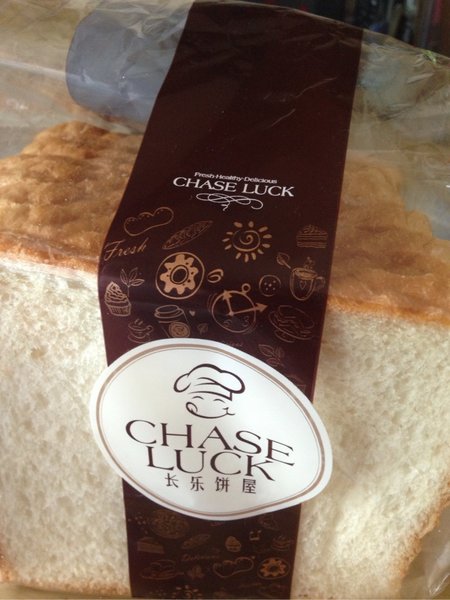 Fresh·Healthy·Delicious
CHASE LUCK
Fresh
CHASE
LUCK
长乐饼屋